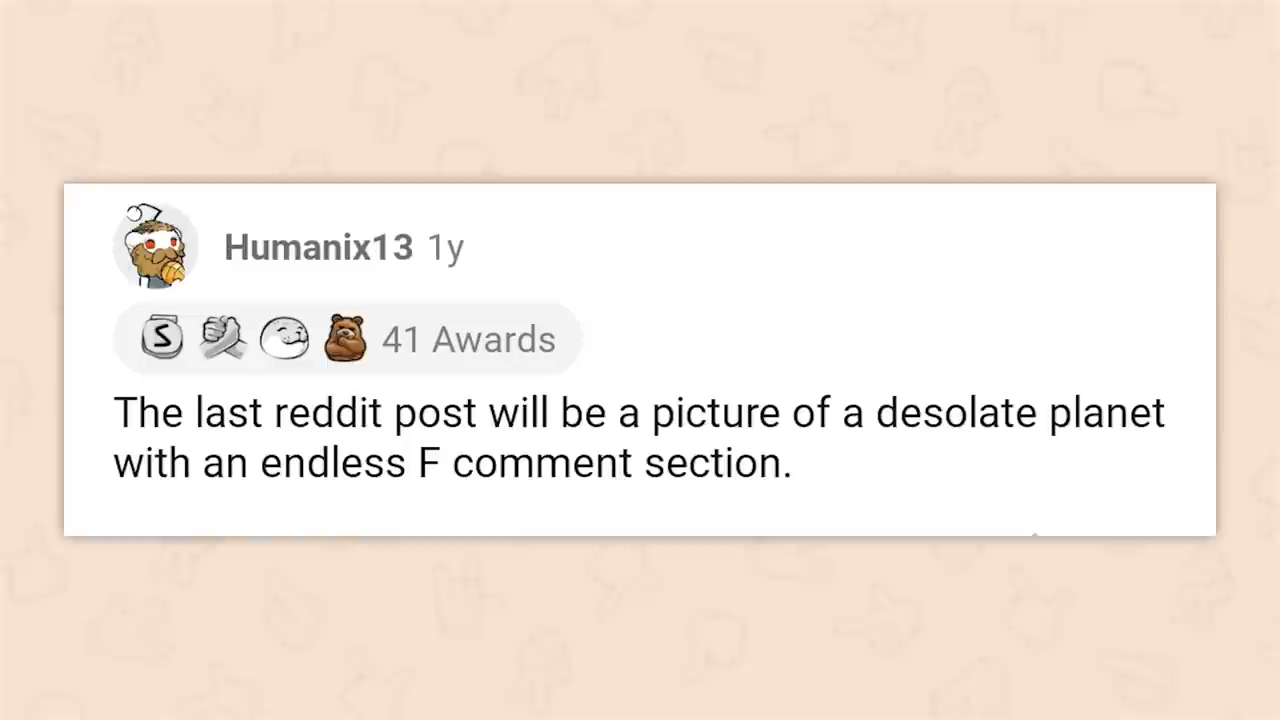 Humanix13 1y
S 41 Awards
The last reddit post will be a picture of a desolate planet
with an endless F comment section.